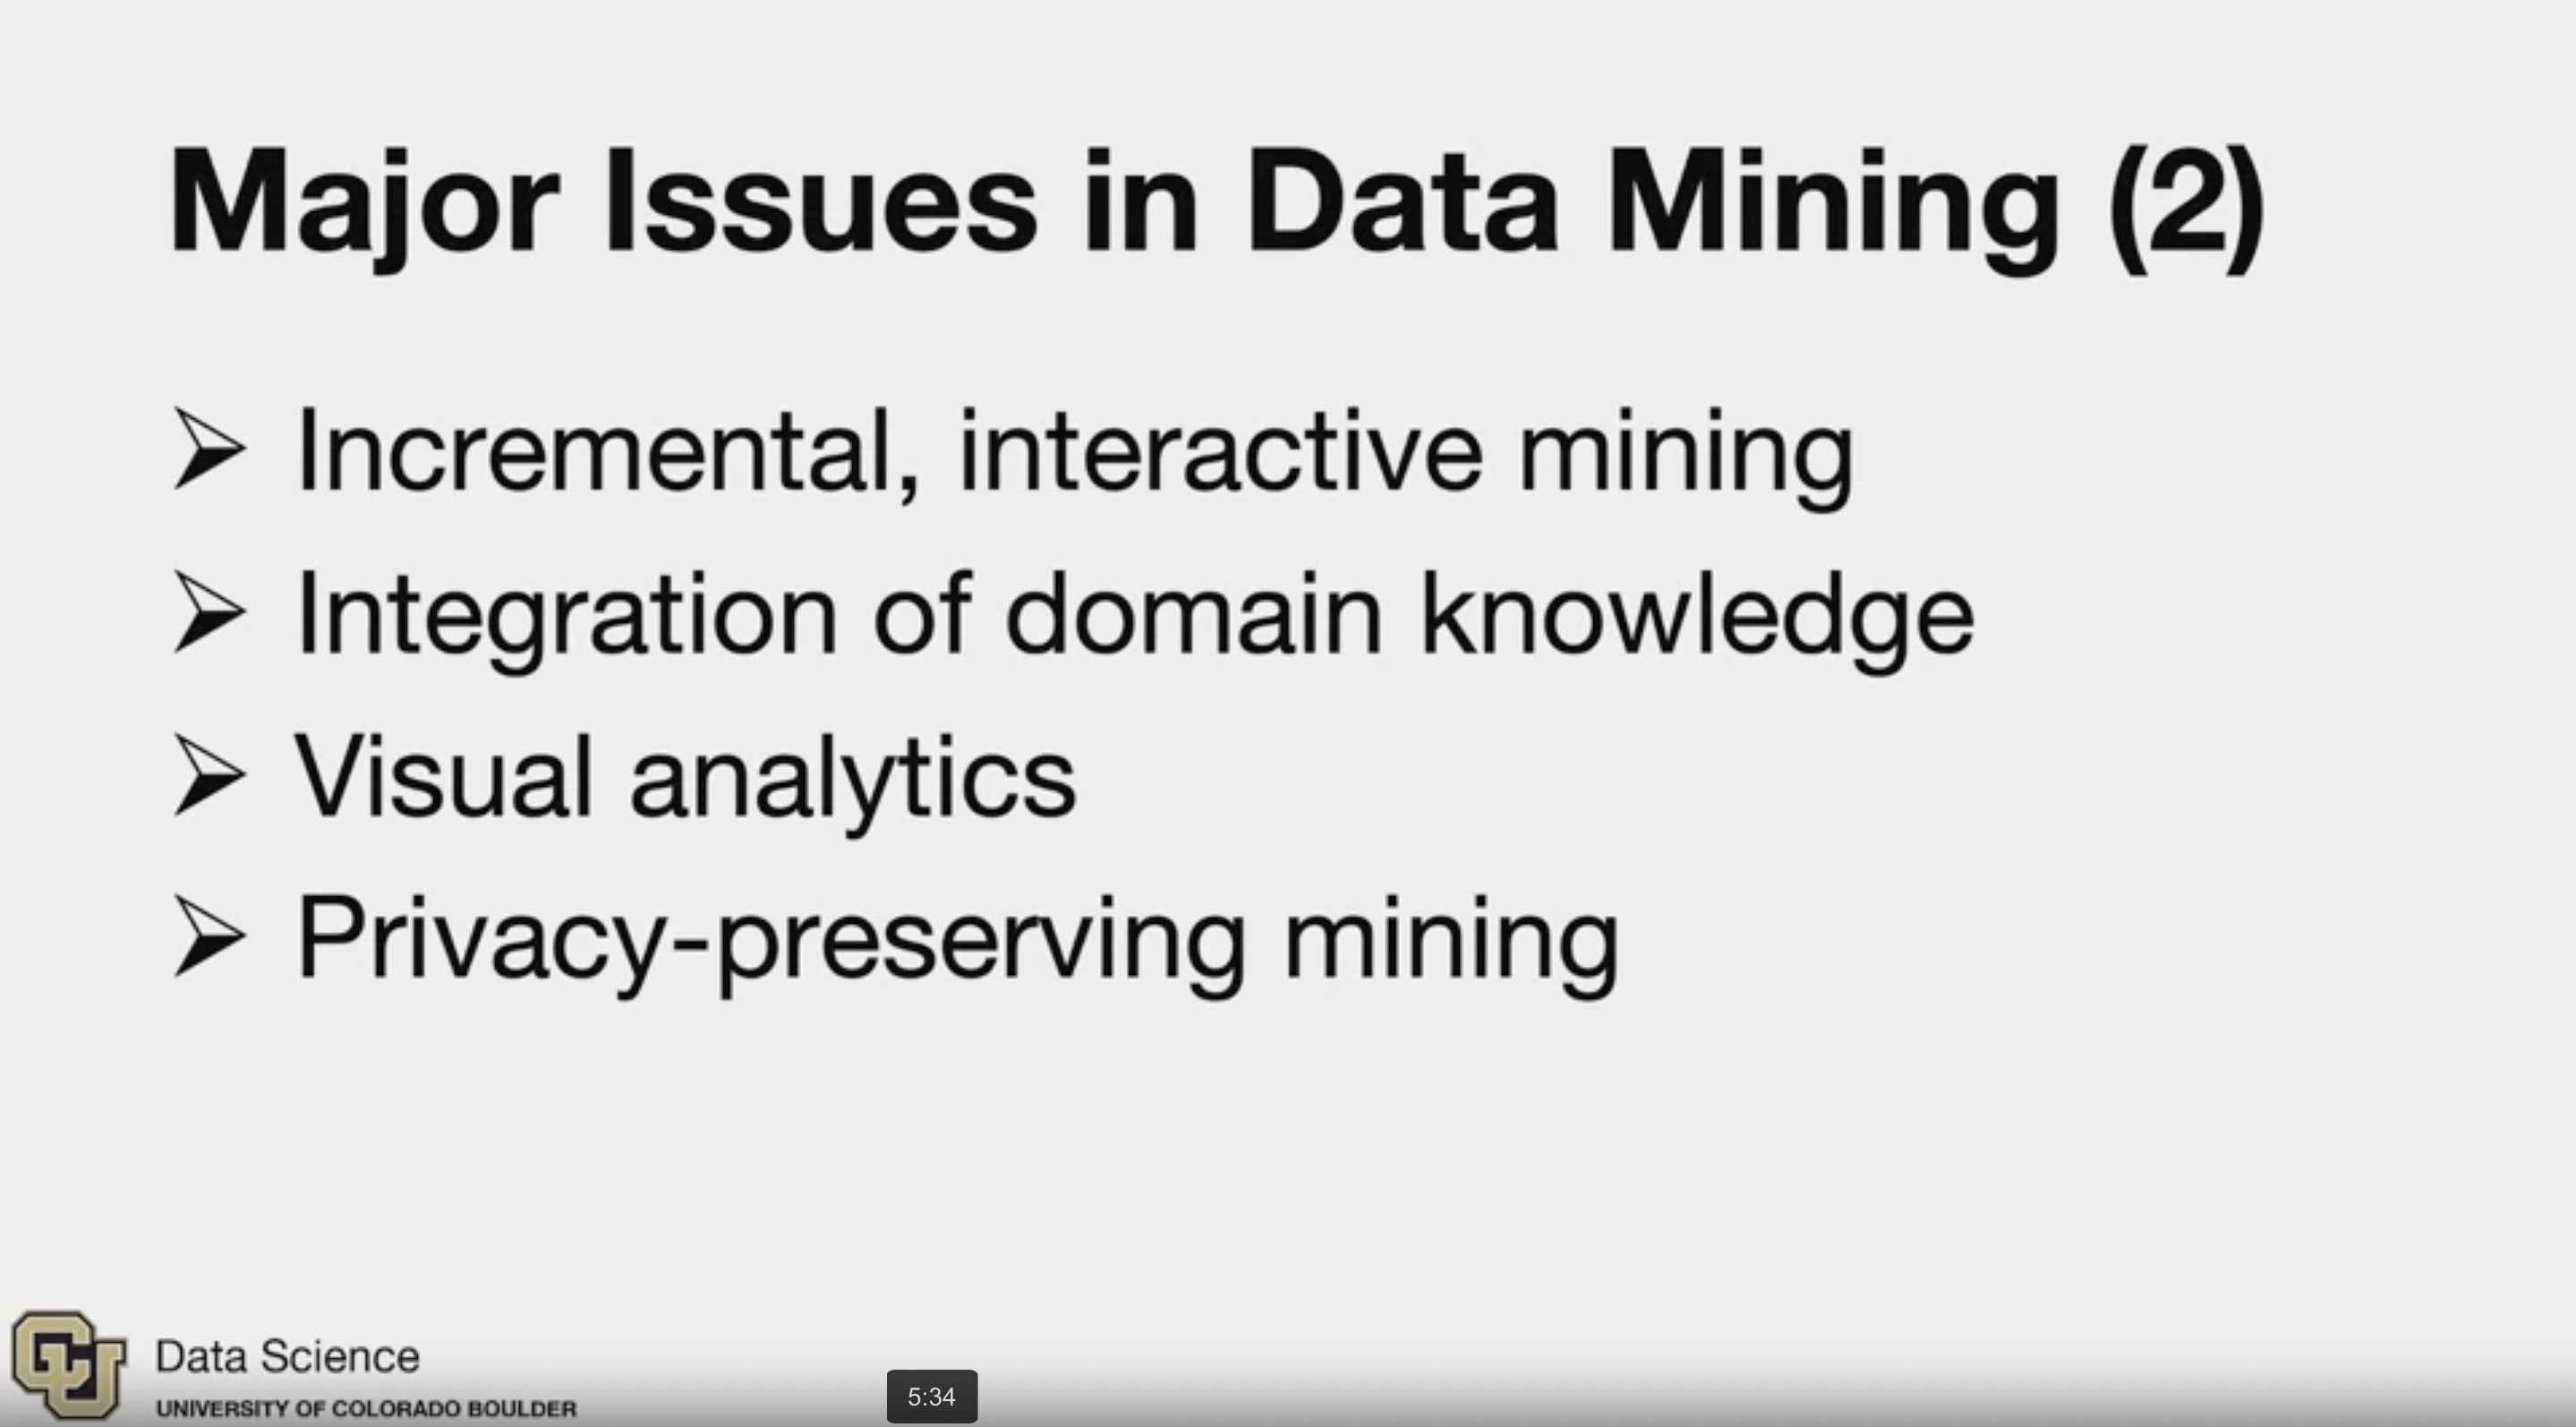 Major Issues in Data Mining (2)
➢ Incremental, interactive mining
➢ Integration of domain knowledge
➢ Visual analytics
➢ Privacy-preserving mining
CU
Data Science
UNIVERSITY OF COLORADO BOULDER
5:34